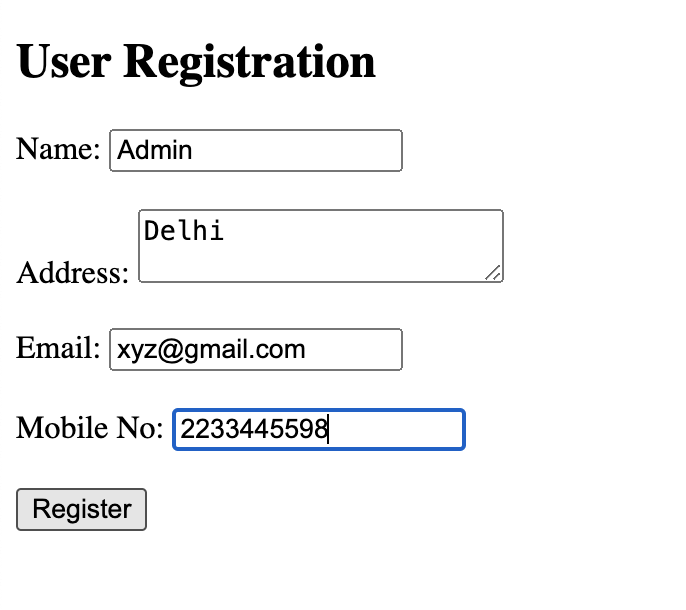 User Registration
Name: Admin
Address: Delhi
Email: xyz@gmail.com
Mobile No: 2233445598
Register